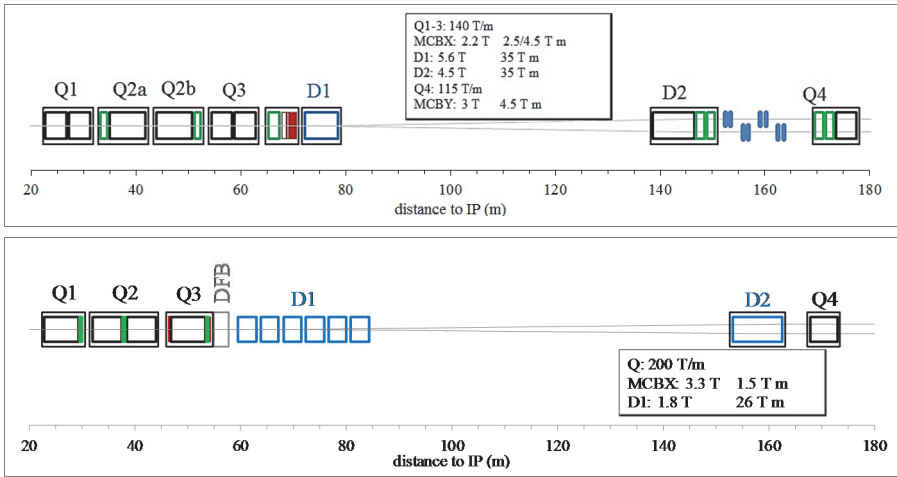 Q1-3: 140 T/m
MCBX: 2.2 T 2.5/4.5 T m
D1: 5.6 T 35 T m
D2: 4.5 T 35 T m
Q4: 115 T/m
MCBY: 3 T 4.5 T m
Q1 Q2a Q2b Q3 D1 D2 Q4
20 40 60 80 100 120 140 160 180
distance to IP (m)
Q1 Q2 Q3 DFB D1 D2 Q4
Q: 200 T/m
MCBX: 3.3 T 1.5 T m
D1: 1.8 T 26 T m
20 40 60 80 100 120 140 160 180
distance to IP (m)